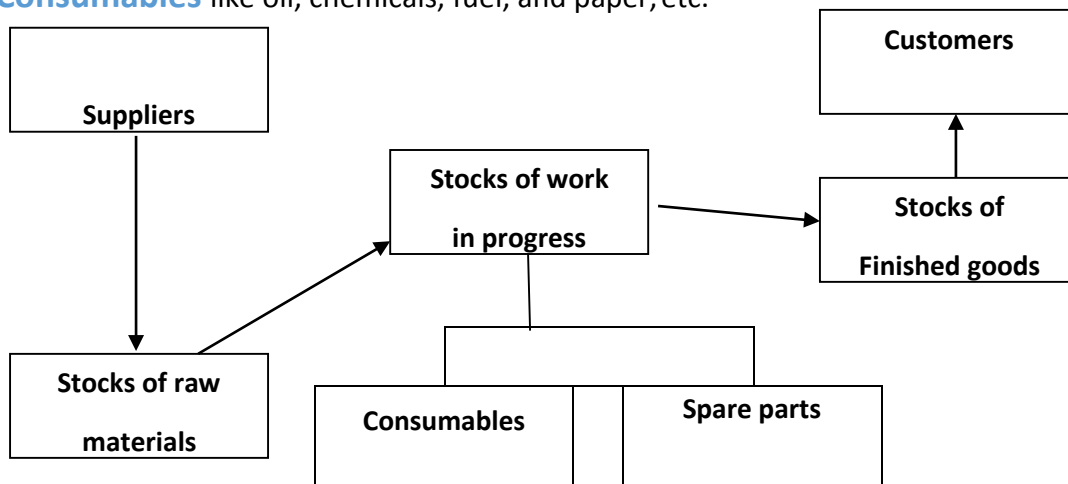 Consumables like oil, chemicals, fuel, and paper, etc.
Customers
Suppliers
Stocks of work
in progress
Stocks of
Finished goods
Stocks of raw
materials
Consumables
Spare parts